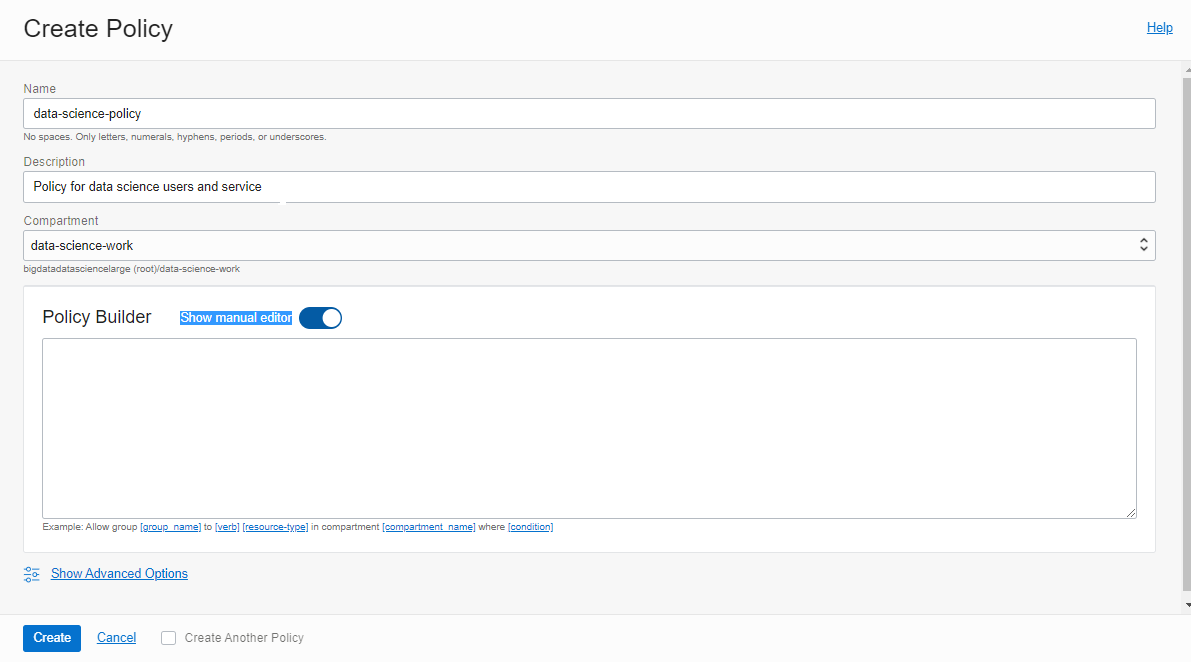 Create Policy
Help
Name
data-science-policy
No spaces. Only letters, numerals, hyphens, periods, or underscores.
Description
Policy for data science users and service
Compartment
data-science-work
bigdatadatasciencelarge (root)/data-science-work
Policy Builder Show manual editor
Example: Allow group [group_name] to [verb] [resource-type] in compartment [compartment_name] where [condition]
Show Advanced Options
Create Cancel Create Another Policy